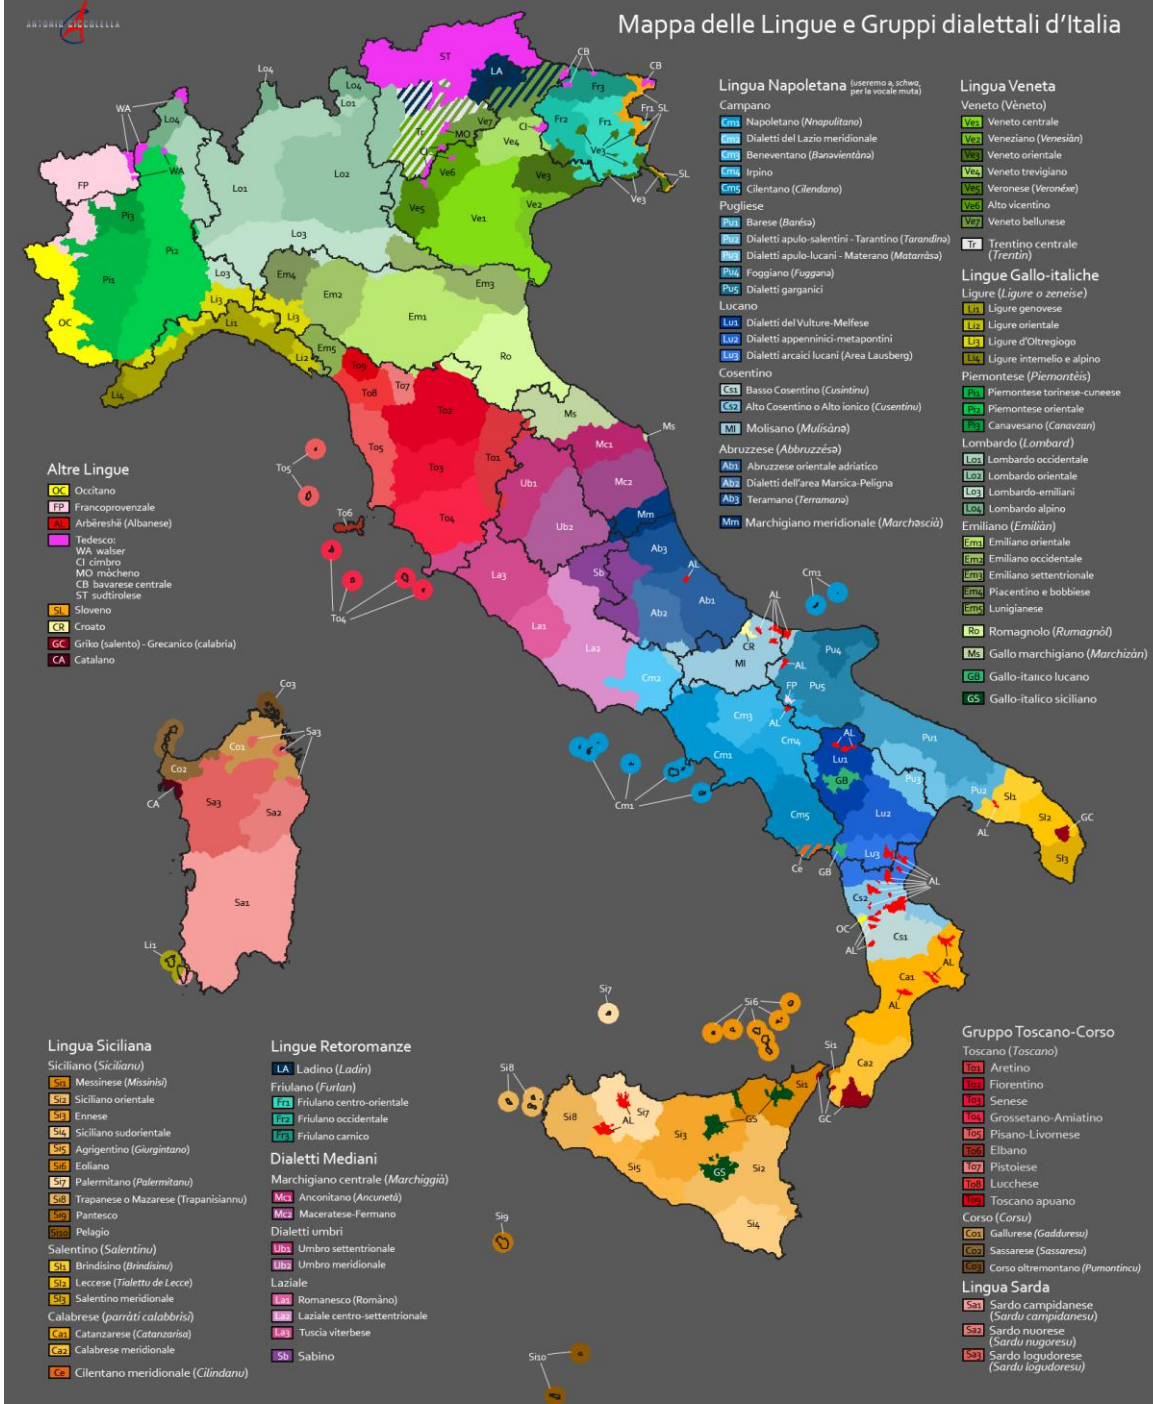 ANTONIO CICCOLELLA
Mappa delle Lingue e Gruppi dialettali d'Italia
Lingua Napoletana (useremo ə, schwa, per la vocale muta)
Campano
Cm1 Napoletano (Nnapulitano)
Cm2 Dialetti del Lazio meridionale
Cm3 Beneventano (Bənəvientànə)
Cm4 Irpino
Cm5 Cilentano (Cilendano)
Pugliese
Pu1 Barese (Barésə)
Pu2 Dialetti apulo-salentini - Tarantino (Tarandìnə)
Pu3 Dialetti apulo-lucani - Materano (Matarràsə)
Pu4 Foggiano (Fuggənə)
Pu5 Dialetti garganici
Lucano
Lu1 Dialetti del Vulture-Melfese
Lu2 Dialetti appenninici-metapontini
Lu3 Dialetti arcaici lucani (Area Lausberg)
Cosentino
Cs1 Basso Cosentino (Cusintinu)
Cs2 Alto Cosentino o Alto ionico (Cusentinu)
MI Molisano (Mulisànə)
Abruzzese (Abbruzzésə)
Ab1 Abruzzese orientale adriatico
Ab2 Dialetti dell'area Marsica-Peligna
Ab3 Teramano (Terramanə)
Mm Marchigiano meridionale (Marchəscià)
Lingua Veneta
Veneto (Vèneto)
Ve1 Veneto centrale
Ve2 Veneziano (Venesiàn)
Ve3 Veneto orientale
Ve4 Veneto trevigiano
Ve5 Veronese (Veronéxe)
Ve6 Alto vicentino
Ve7 Veneto bellunese
Tr Trentino centrale
(Trentin)
Lingue Gallo-italiche
Ligure (Ligure o zeneise)
Li1 Ligure genovese
Li2 Ligure orientale
Li3 Ligure d'Oltregiogo
Li4 Ligure intemelio e alpino
Piemontese (Piemontèis)
Pi1 Piemontese torinese-cuneese
Pi2 Piemontese orientale
Pi3 Canavesano (Canavzan)
Lombardo (Lombard)
Lo1 Lombardo occidentale
Lo2 Lombardo orientale
Lo3 Lombardo-emiliani
Lo4 Lombardo alpino
Emiliano (Emiliàn)
Em1 Emiliano orientale
Em2 Emiliano occidentale
Em3 Emiliano settentrionale
Em4 Piacentino e bobbiese
Em5 Lunigianese
Ro Romagnolo (Rumagnòl)
Ms Gallo marchigiano (Marchizàn)
GB Gallo-italico lucano
GS Gallo-italico siciliano
Altre Lingue
OC Occitano
FP Francoprovenzale
AL Arbëreshë (Albanese)
Tedesco:
WA walser
CI cimbro
MO mòcheno
CB bavarese centrale
ST sudtirolese
SL Sloveno
CR Croato
GC Griko (salento) - Grecanico (calabria)
CA Catalano
Lingua Siciliana
Siciliano (Sicilianu)
Si1 Messinese (Missinisi)
Si2 Siciliano orientale
Si3 Ennese
Si4 Siciliano sudorientale
Si5 Agrigentino (Giurgintano)
Si6 Eoliano
Si7 Palermitano (Palermitanu)
Si8 Trapanese o Mazarese (Trapanisiannu)
Si9 Pantesco
Si10 Pelagio
Salentino (Salentinu)
Sl1 Brindisino (Brindisinu)
Sl2 Leccese (Tialettu de Lecce)
Sl3 Salentino meridionale
Calabrese (parràti calabbrisi)
Ca1 Catanzarese (Catanzarisa)
Ca2 Calabrese meridionale
Ce Cilentano meridionale (Cilindanu)
Lingue Retoromanze
LA Ladino (Ladin)
Friulano (Furlan)
Fr1 Friulano centro-orientale
Fr2 Friulano occidentale
Fr3 Friulano carnico
Dialetti Mediani
Marchigiano centrale (Marchiggià)
Mc1 Anconitano (Ancunetà)
Mc2 Maceratese-Fermano
Dialetti umbri
Ub1 Umbro settentrionale
Ub2 Umbro meridionale
Laziale
La1 Romanesco (Romàno)
La2 Laziale centro-settentrionale
La3 Tuscia viterbese
Sb Sabino
Gruppo Toscano-Corso
Toscano (Toscano)
To1 Aretino
To2 Fiorentino
To3 Senese
To4 Grossetano-Amiatino
To5 Pisano-Livornese
To6 Elbano
To7 Pistoiese
To8 Lucchese
To9 Toscano apuano
Corso (Corsu)
Co1 Gallurese (Gadduresu)
Co2 Sassarese (Sassaresu)
Co3 Corso oltremontano (Pumontincu)
Lingua Sarda
Sa1 Sardo campidanese
(Sardu campidanesu)
Sa2 Sardo nuorese
(Sardu nugoresu)
Sa3 Sardo logudorese
(Sardu logudoresu)